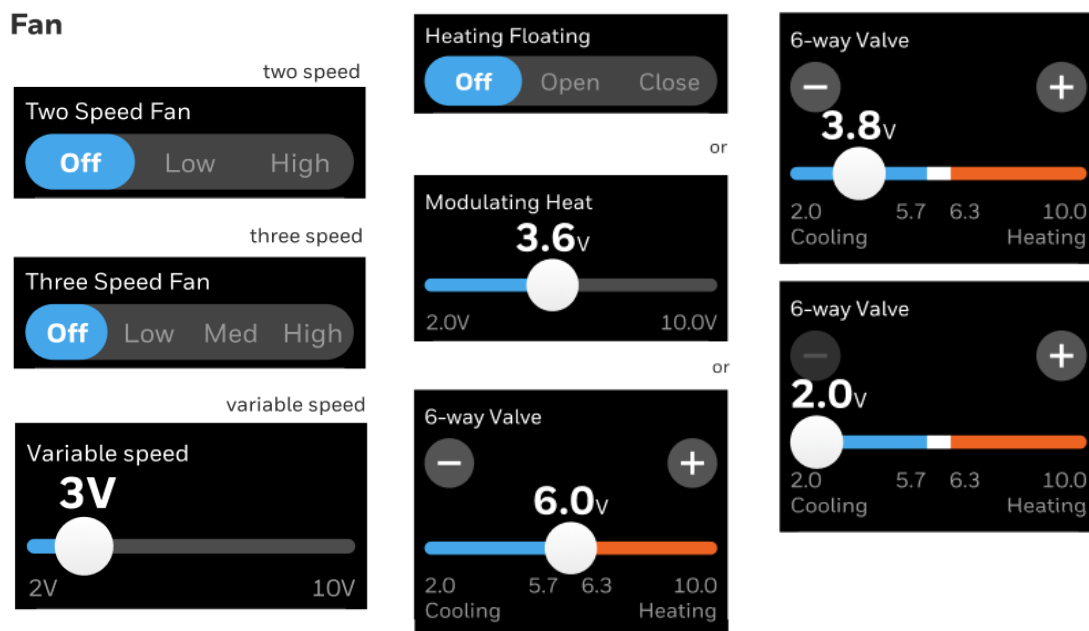 Fan
two speed
Two Speed Fan
Off Low High
three speed
Three Speed Fan
Off Low Med High
variable speed
Variable speed
3V
2V 10V
Heating Floating
Off Open Close
or
Modulating Heat
3.6V
2.0V 10.0V
or
6-way Valve
− +
6.0V
2.0 5.7 6.3 10.0
Cooling Heating
6-way Valve
− +
3.8V
2.0 5.7 6.3 10.0
Cooling Heating
6-way Valve
− +
2.0V
2.0 5.7 6.3 10.0
Cooling Heating